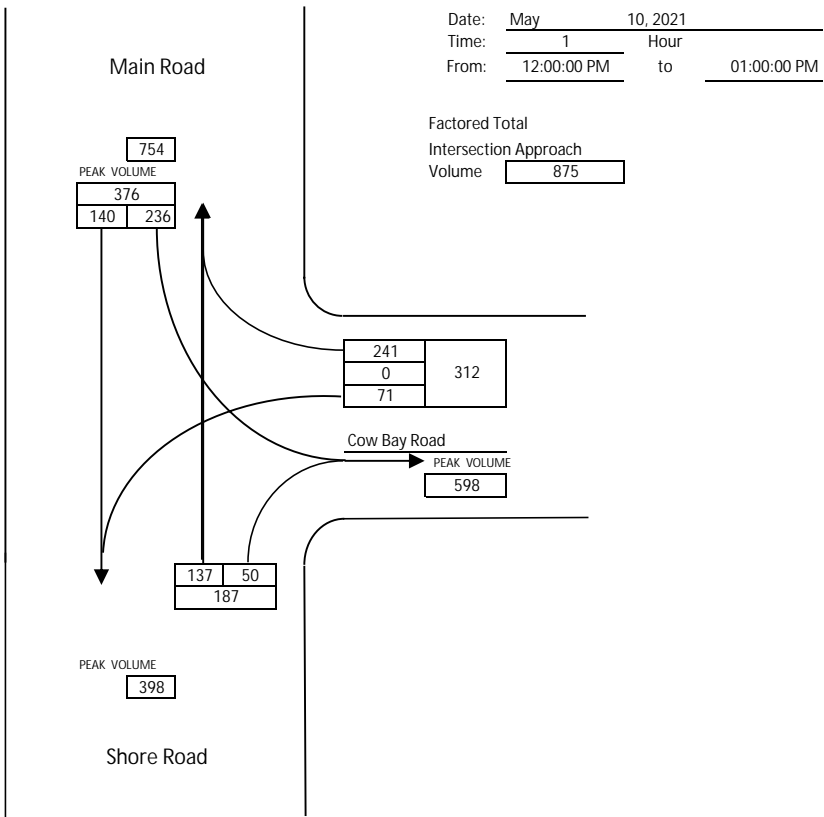 Date: May 10, 2021
Time: 1 Hour
From: 12:00:00 PM to 01:00:00 PM
Main Road
Factored Total
Intersection Approach
Volume 875
754
PEAK VOLUME
376
140 236
241
0 312
71
Cow Bay Road
PEAK VOLUME
598
137 50
187
PEAK VOLUME
398
Shore Road